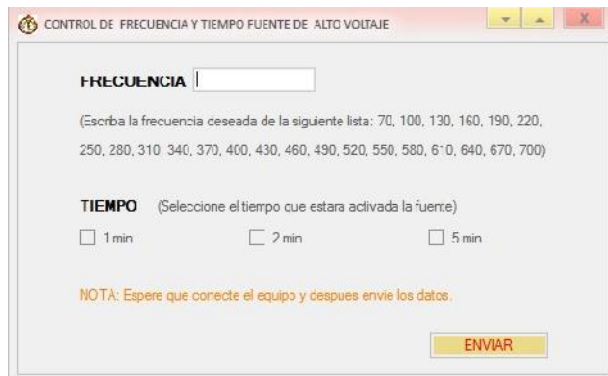 CONTROL DE FRECUENCIA Y TIEMPO FUENTE DE ALTO VOLTAJE
X
FRECUENCIA
(Escriba la frecuencia deseada de la siguiente lista: 70, 100, 130, 160, 190, 220,
250, 280, 310 340, 370, 400, 430, 460, 490, 520, 550, 580, 610, 640, 670, 700)
TIEMPO (Seleccione el tiempo que estara activada la fuente)
1 min 2 min 5 min
NOTA: Espere que conecte el equipo y despues envie los datos.
ENVIAR